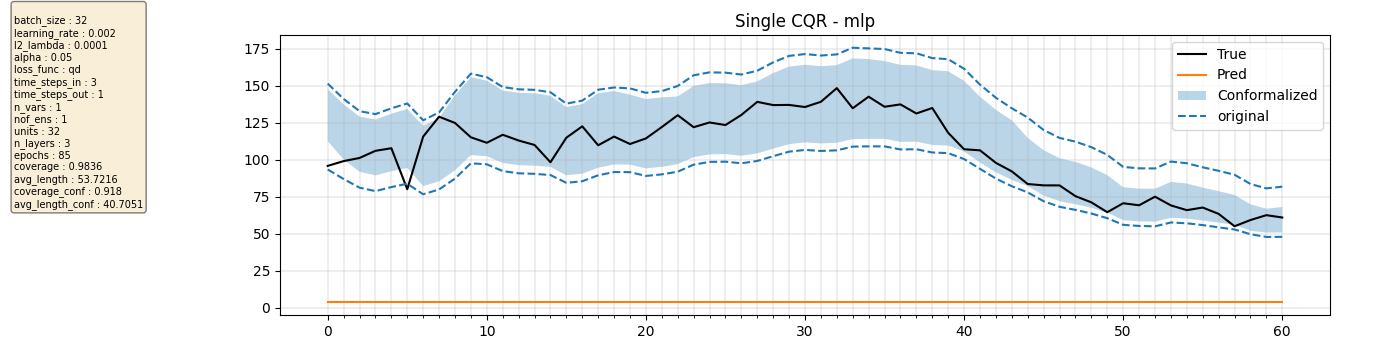 batch_size : 32
learning_rate : 0.002
l2_lambda : 0.0001
alpha : 0.05
loss_func : qd
time_steps_in : 3
time_steps_out : 1
n_vars : 1
nof_ens : 1
units : 32
n_layers : 3
epochs : 85
coverage : 0.9836
avg_length : 53.7216
coverage_conf : 0.918
avg_length_conf : 40.7051
Single CQR - mlp
175
150
125
100
75
50
25
0
True
Pred
Conformalized
original
0 10 20 30 40 50 60